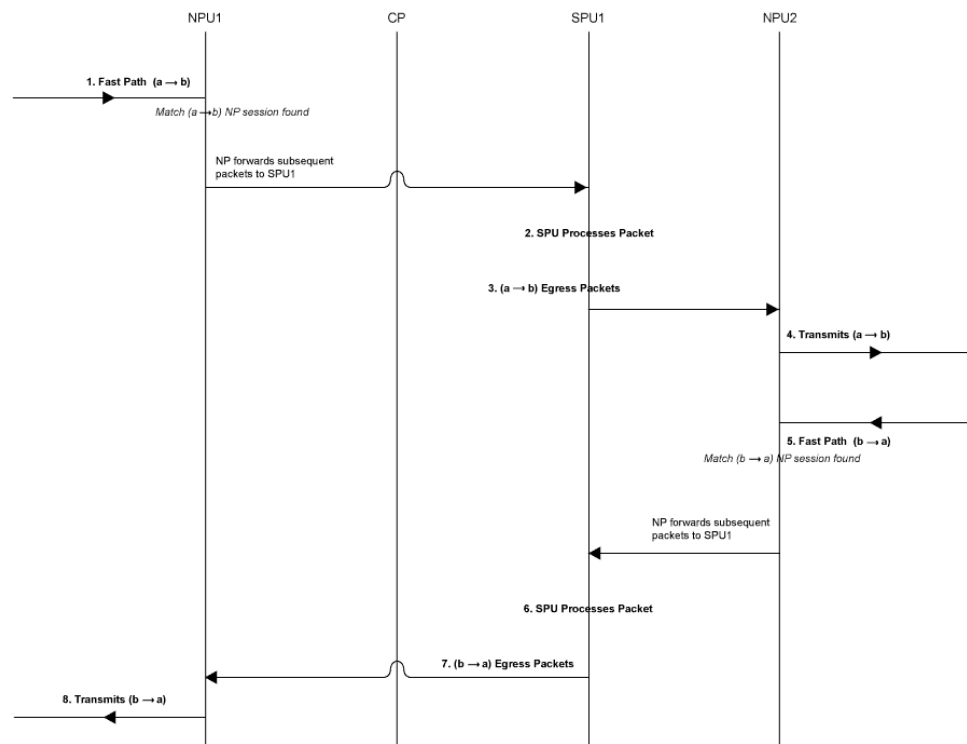 NPU1 CP SPU1 NPU2
1. Fast Path (a → b)
Match (a→b) NP session found
NP forwards subsequent
packets to SPU1
2. SPU Processes Packet
3. (a → b) Egress Packets
4. Transmits (a → b)
5. Fast Path (b → a)
Match (b → a) NP session found
NP forwards subsequent
packets to SPU1
6. SPU Processes Packet
7. (b → a) Egress Packets
8. Transmits (b → a)